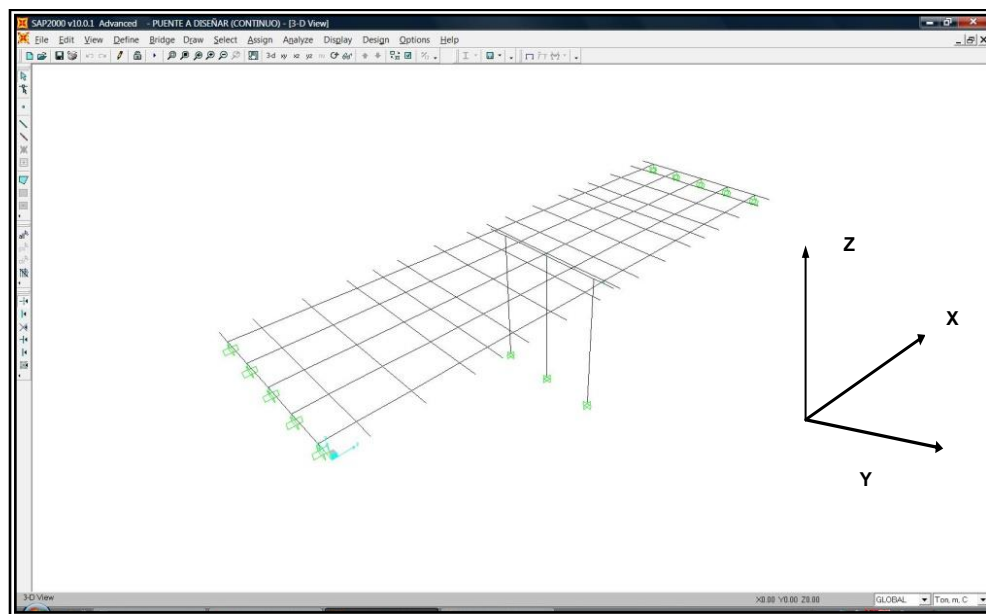 SAP2000 v10.0.1 Advanced - PUENTE A DISEÑAR (CONTINUO) - [3-D View]
File Edit View Define Bridge Draw Select Assign Analyze Display Design Options Help
3-d xy xz yz
Z
X
Y
3-D View X0.00 Y0.00 Z0.00 GLOBAL Ton, m, C